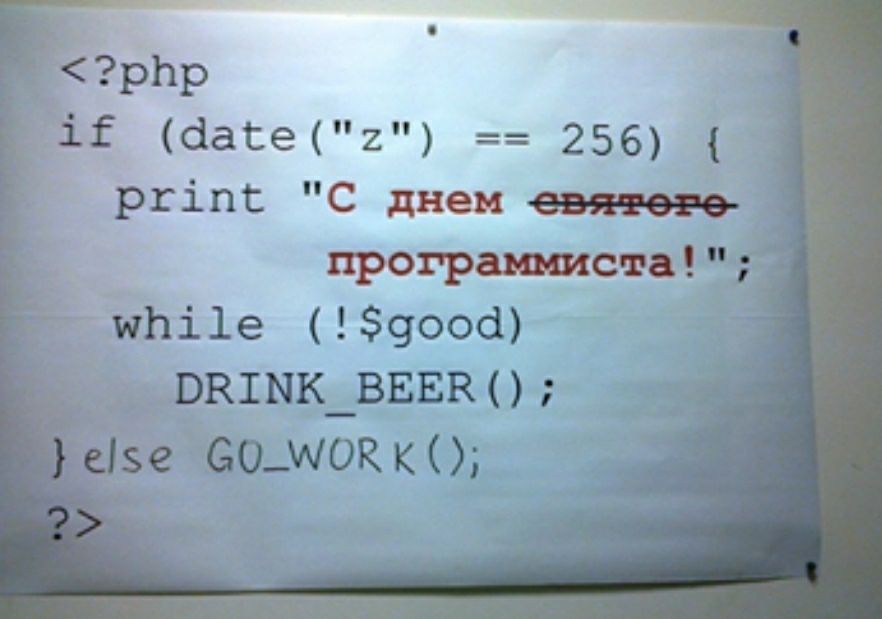 <?php
if (date("z") == 256) {
print "С днем святого
программиста!";
while (!$good)
DRINK_BEER();
} else GO_WORK();
?>